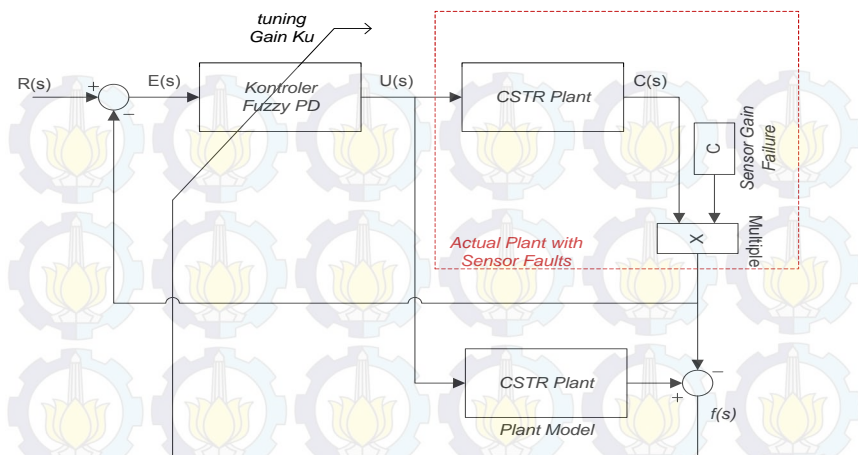 tuning
Gain Ku
R(s)
+
−
E(s)
Kontroler
Fuzzy PD
U(s)
CSTR Plant
C(s)
C
Sensor Gain
Failure
X
Multiple
Actual Plant with
Sensor Faults
CSTR Plant
Plant Model
−
+
f(s)